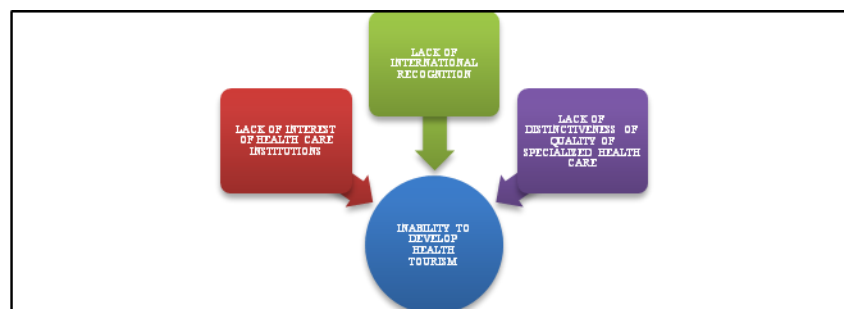 LACK OF
INTERNATIONAL
RECOGNITION
LACK OF INTEREST
OF HEALTH CARE
INSTITUTIONS
LACK OF
DISTINCTIVENESS OF
QUALITY OF
SPECIALIZED HEALTH
CARE
INABILITY TO
DEVELOP
HEALTH
TOURISM